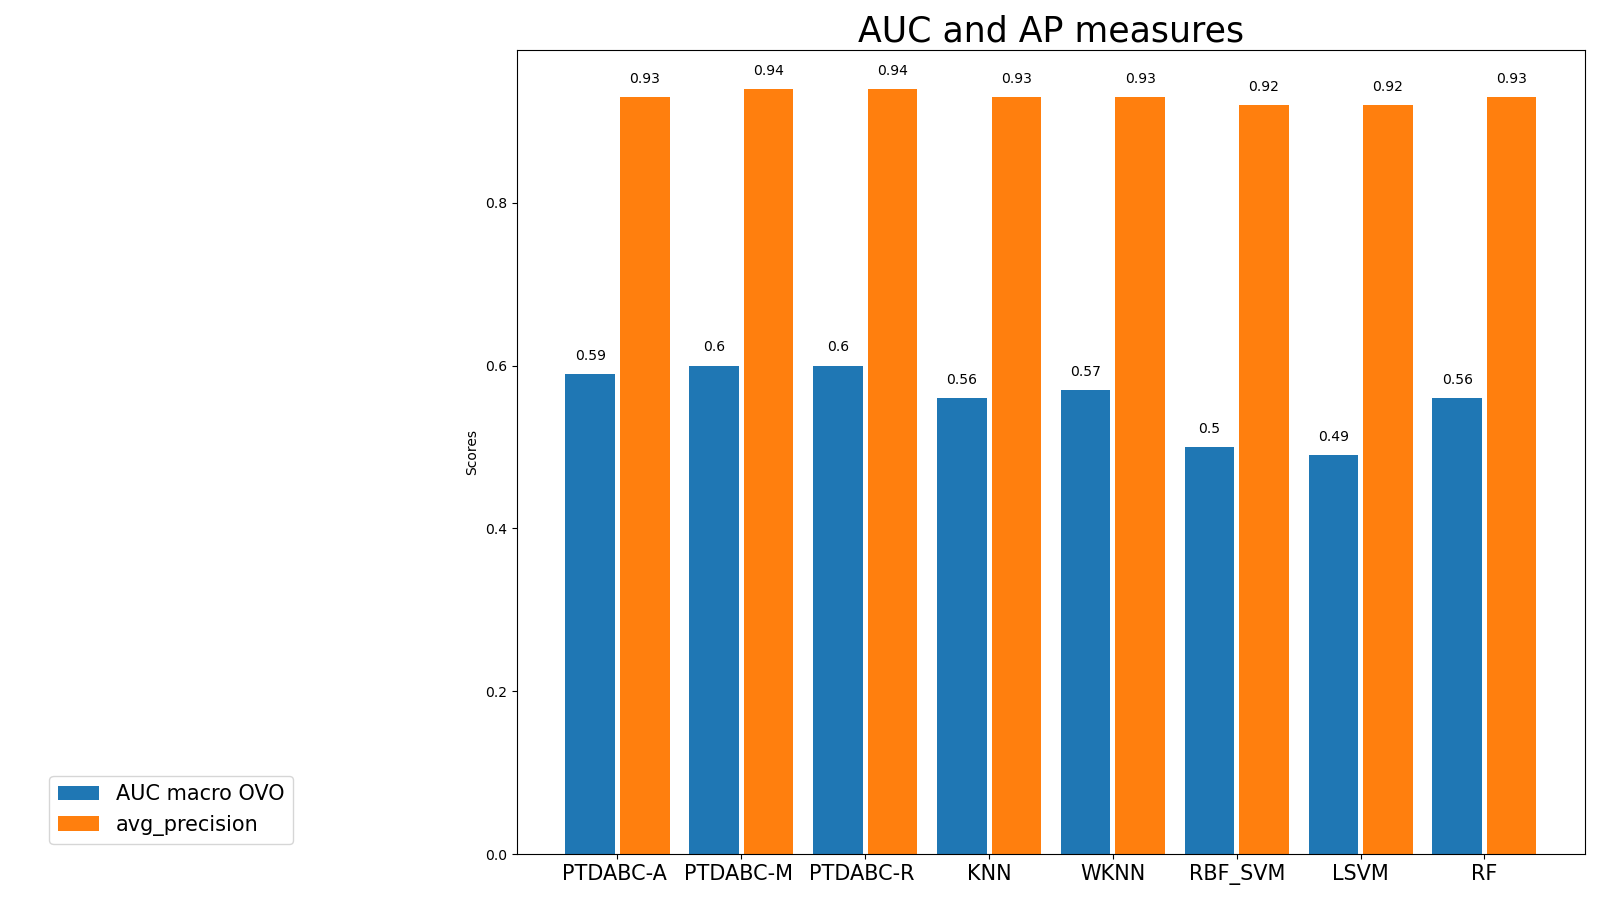 AUC and AP measures
0.93 0.94 0.94 0.93 0.93 0.92 0.92 0.93
0.8
0.59 0.6 0.6 0.56 0.57 0.5 0.49 0.56
0.6
Scores
0.4
0.2
0.0
PTDABC-A PTDABC-M PTDABC-R KNN WKNN RBF_SVM LSVM RF
AUC macro OVO
avg_precision